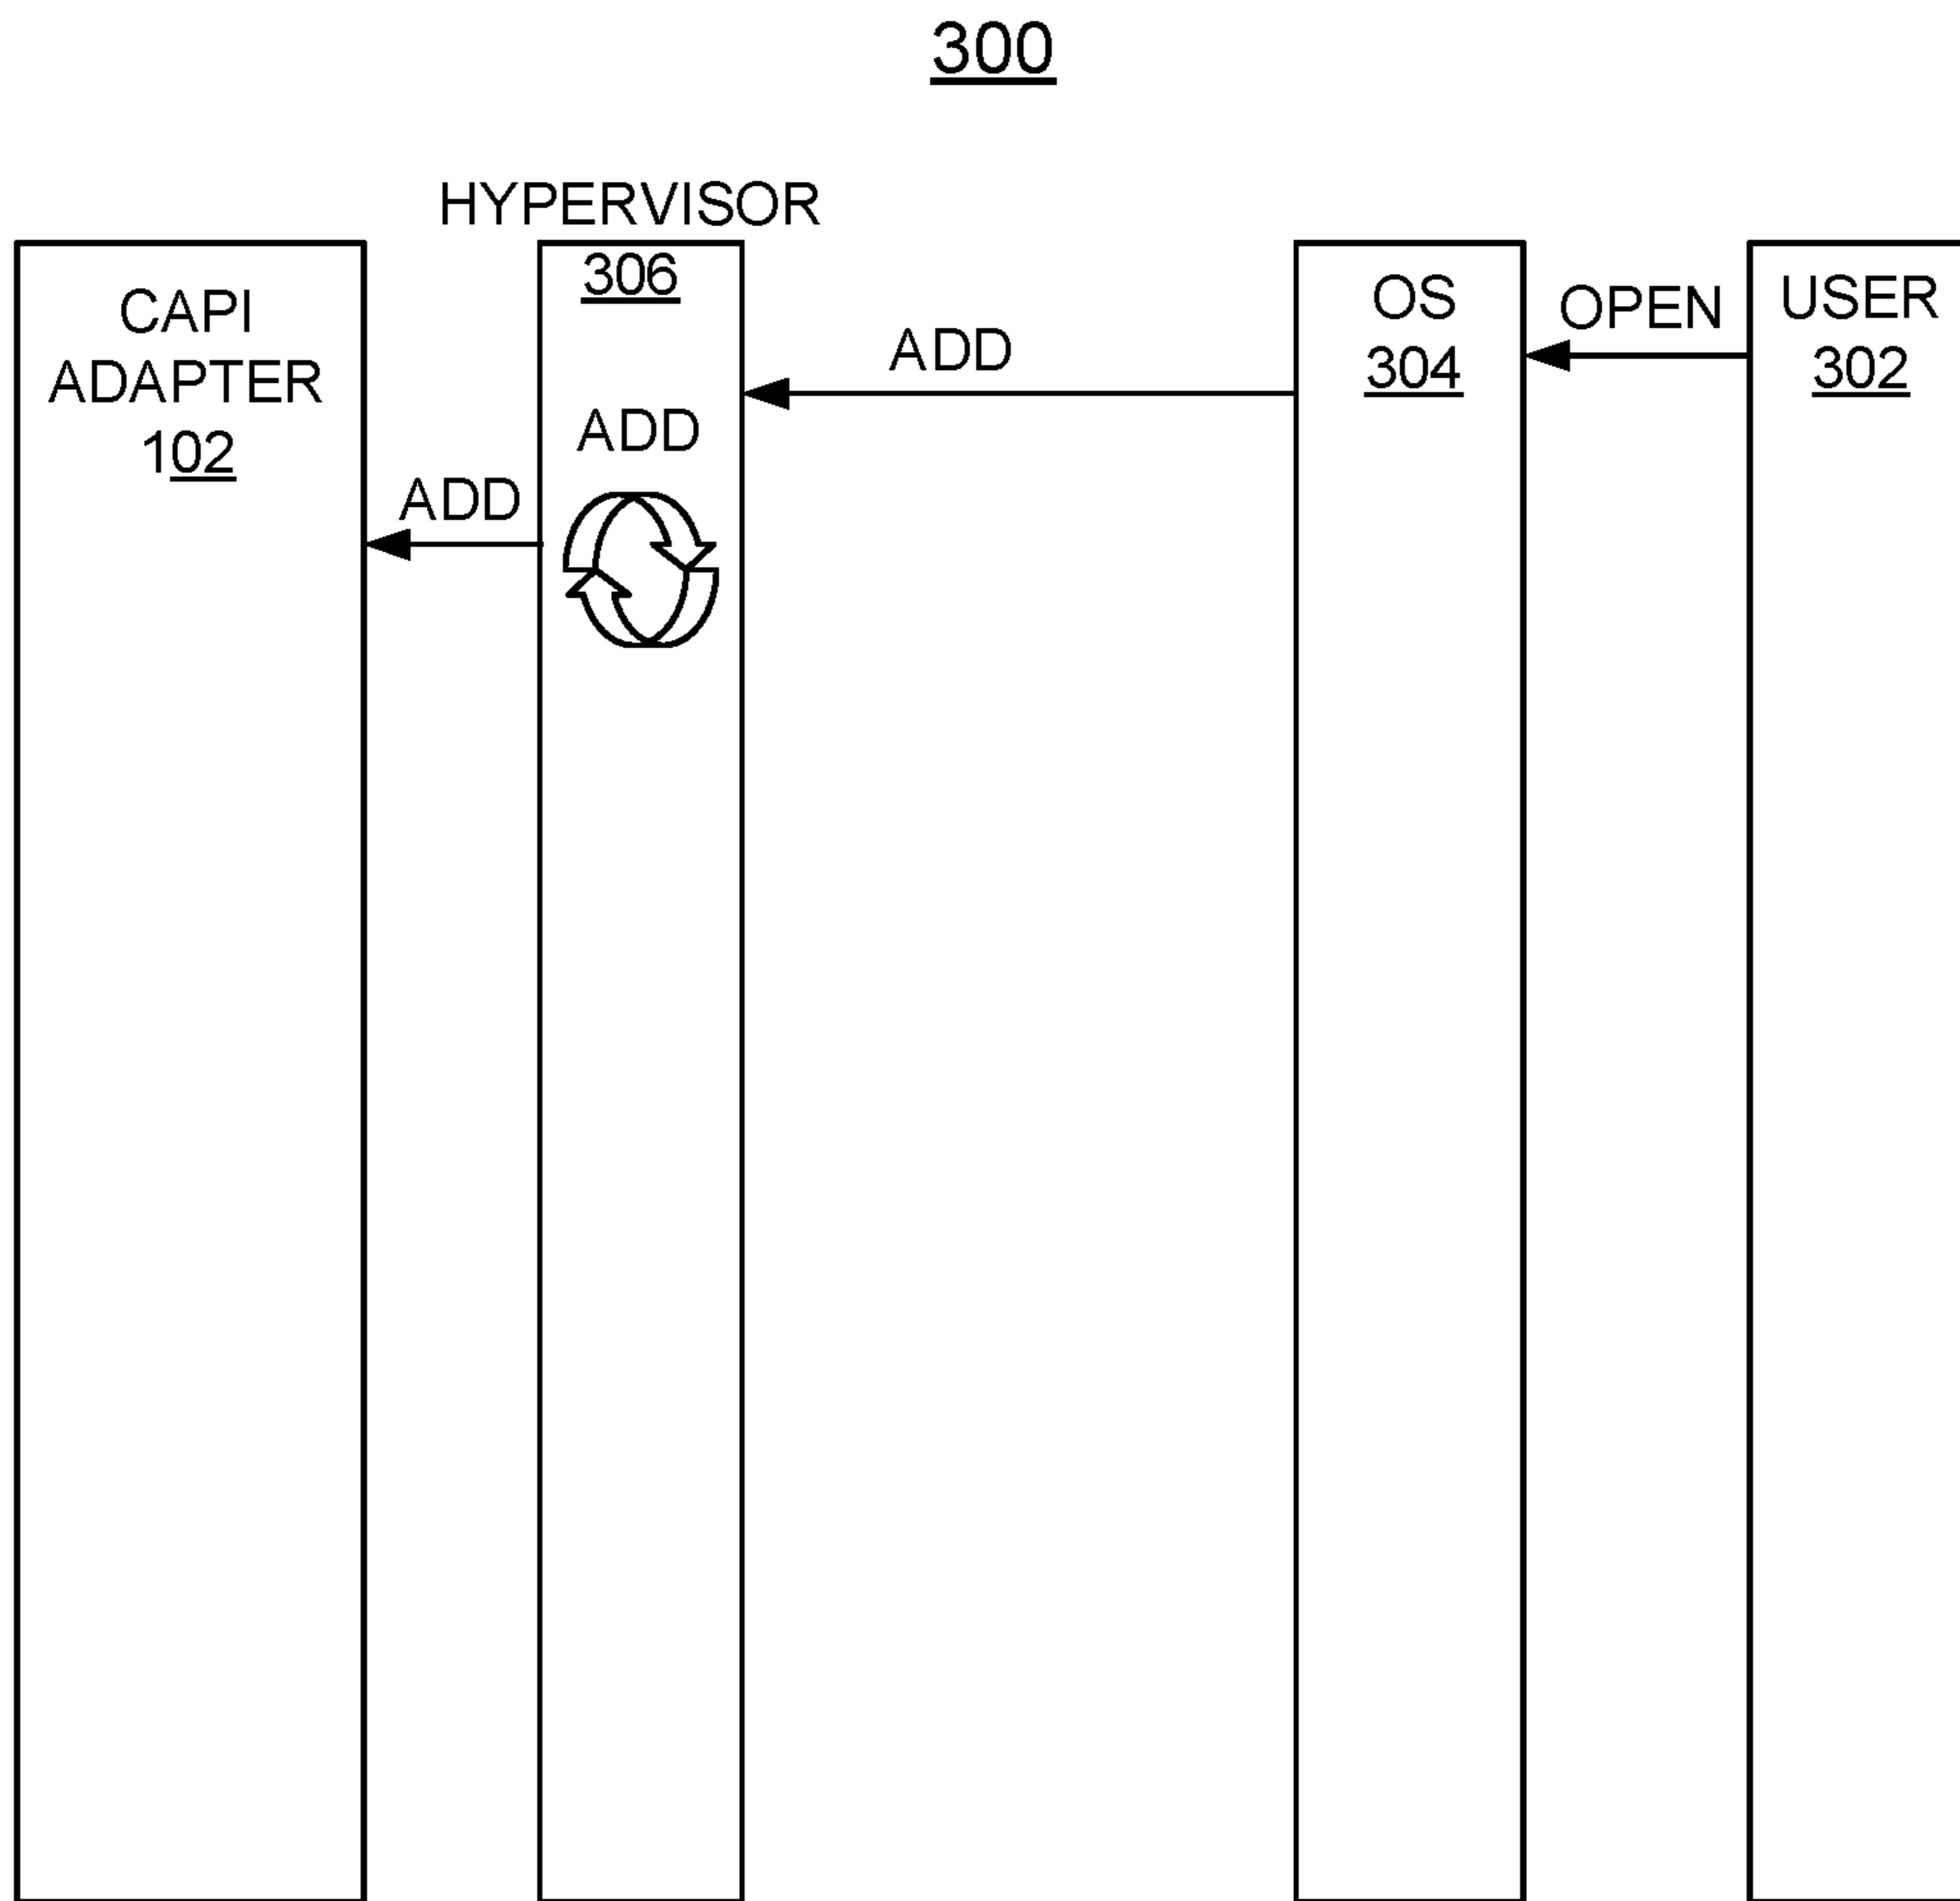 300
HYPERVISOR
306
CAPI
ADAPTER
102
OS
304
OPEN
USER
302
ADD
ADD
ADD